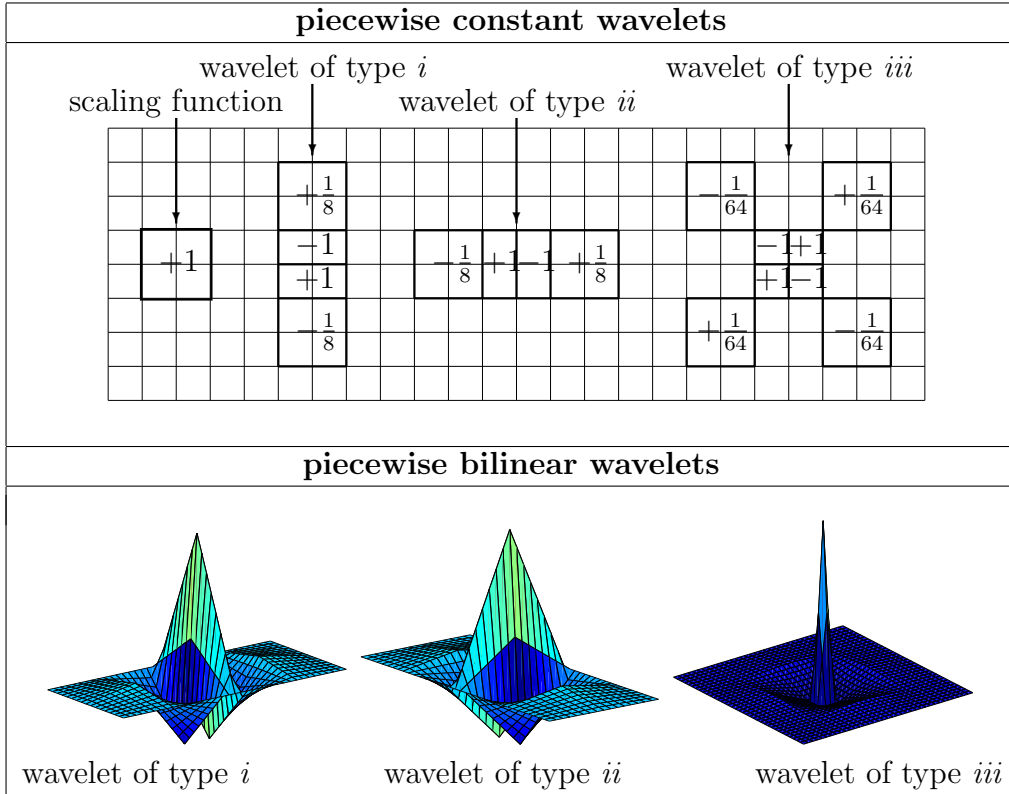 piecewise constant wavelets
wavelet of type i
wavelet of type iii
scaling function
wavelet of type ii
+1/8
−1/64
+1/64
−1
−1 +1
+1
−1/8 +1 −1 +1/8
+1
+1 −1
−1/8
+1/64
−1/64
piecewise bilinear wavelets
wavelet of type i
wavelet of type ii
wavelet of type iii